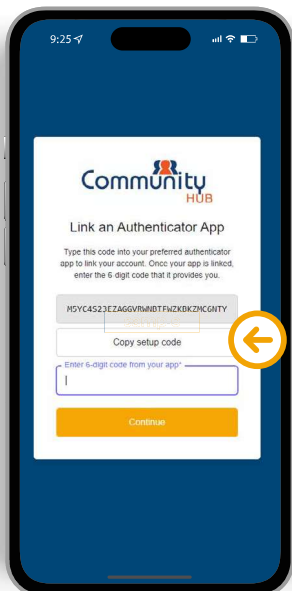 9:25
Community
HUB
Link an Authenticator App
Type this code into your preferred authenticator
app to link your account. Once your app is linked,
enter the 6 digit code that it provides you.
M5YC4S2JEZAGGVRWNBTFWZKBKZMCGNTY
Copy setup code
Enter 6-digit code from your app*
Continue